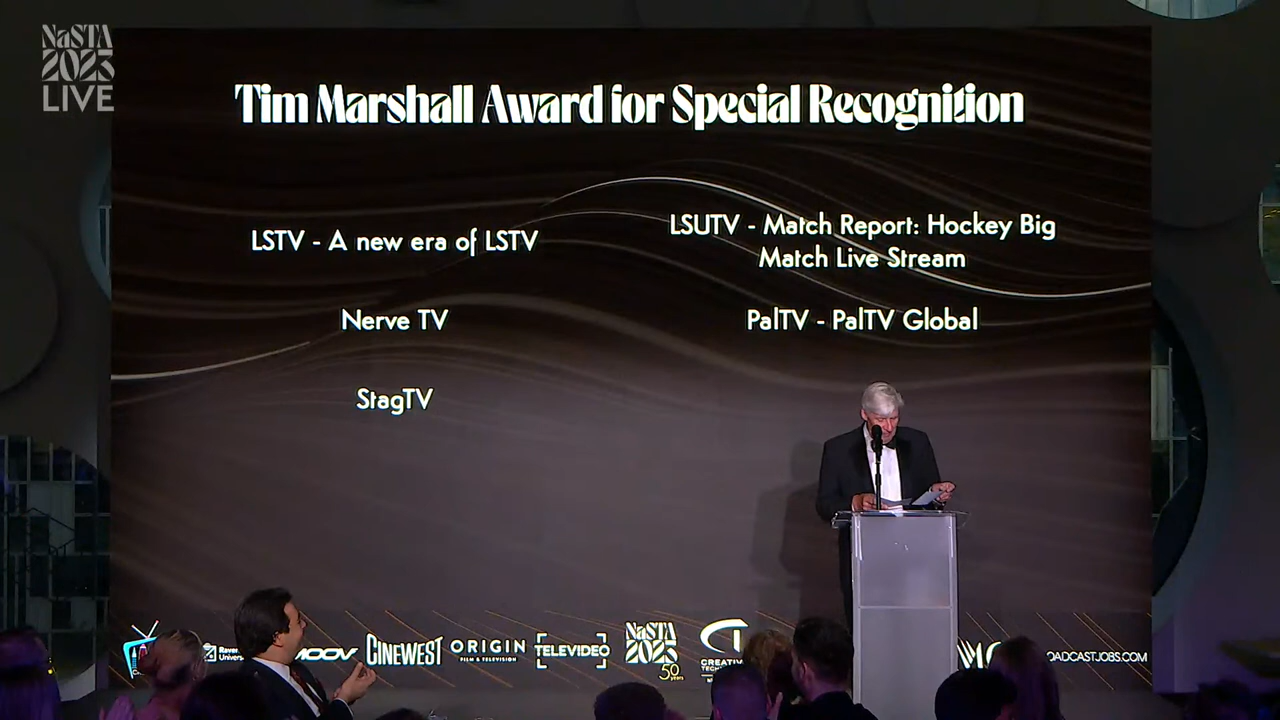 NaSTA
2023
LIVE
Tim Marshall Award for Special Recognition
LSTV - A new era of LSTV
LSUTV - Match Report: Hockey Big
Match Live Stream
Nerve TV
PalTV - PalTV Global
StagTV
MOOV
CINEWEST
ORIGIN
FILM & TELEVISION
TELEVIDEO
NaSTA
2023
50
years